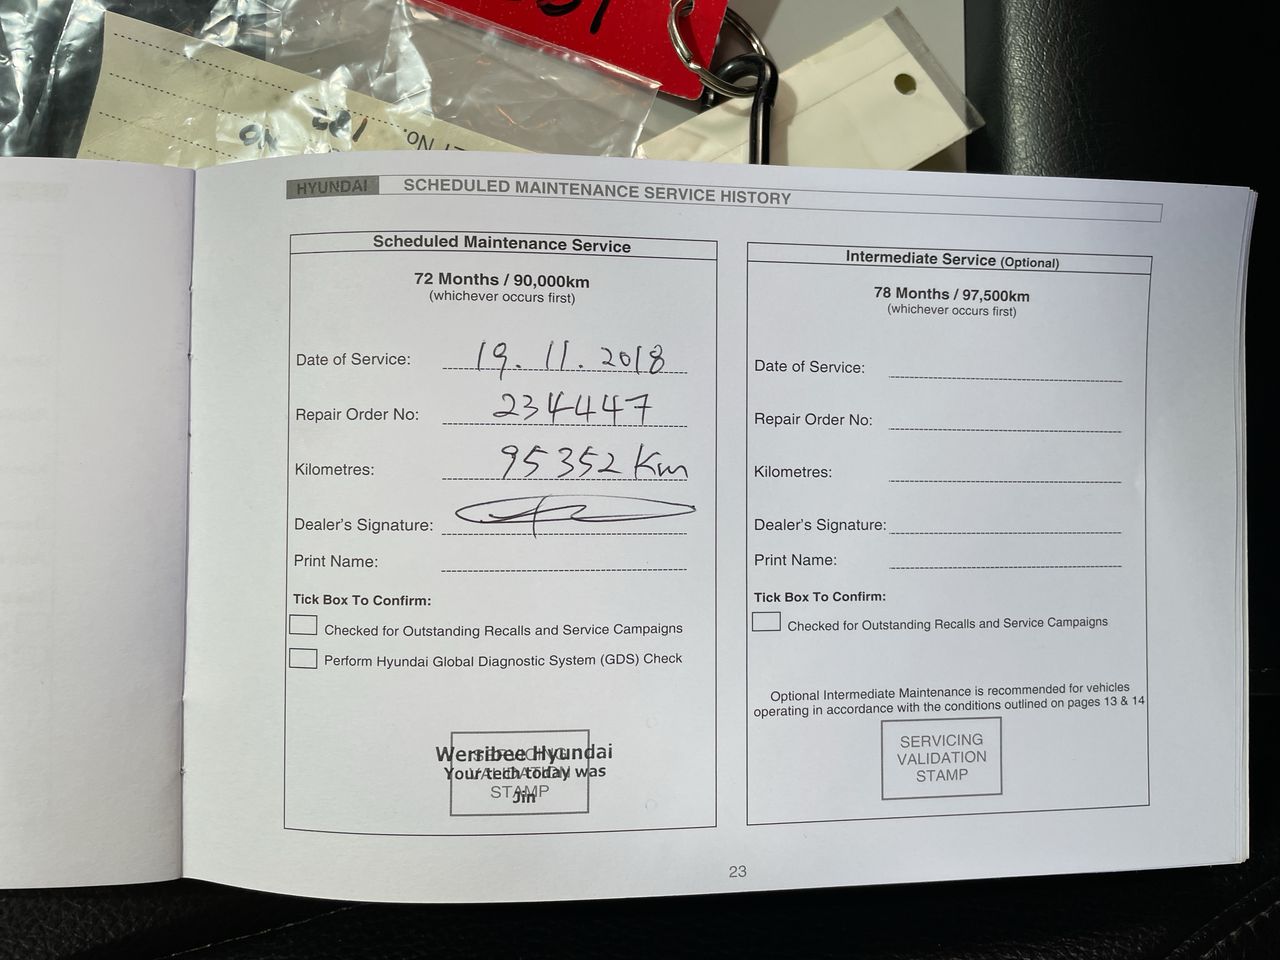 No.
HYUNDAI SCHEDULED MAINTENANCE SERVICE HISTORY
Scheduled Maintenance Service
72 Months / 90,000km
(whichever occurs first)
Date of Service: 19.11.2018
Repair Order No: 234447
Kilometres: 95352 Km
Dealer's Signature:
Print Name:
Tick Box To Confirm:
Checked for Outstanding Recalls and Service Campaigns
Perform Hyundai Global Diagnostic System (GDS) Check
SERVICING
VALIDATION
STAMP
Werribee Hyundai
Your tech today was
Jin
Intermediate Service (Optional)
78 Months / 97,500km
(whichever occurs first)
Date of Service:
Repair Order No:
Kilometres:
Dealer's Signature:
Print Name:
Tick Box To Confirm:
Checked for Outstanding Recalls and Service Campaigns
Optional Intermediate Maintenance is recommended for vehicles
operating in accordance with the conditions outlined on pages 13 & 14
SERVICING
VALIDATION
STAMP
23